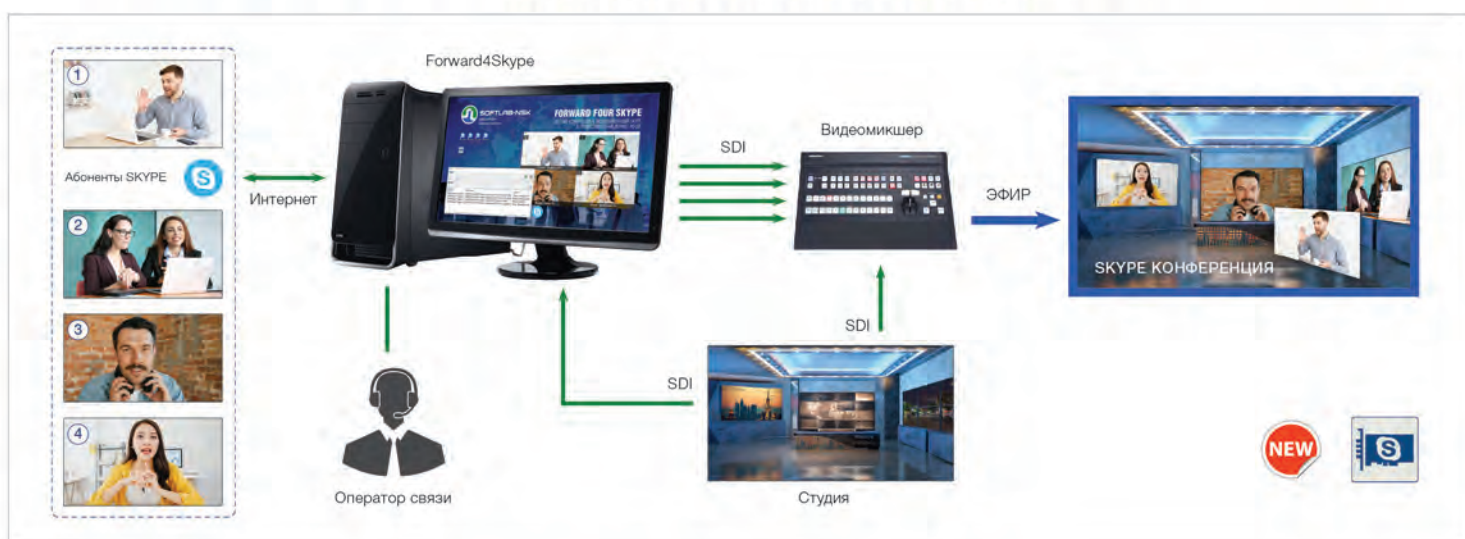 Forward4Skype
1
Абоненты SKYPE
S
2
3
4
Интернет
SOFTLAB-NSK
FORWARD FOUR SKYPE
SDI
Видеомикшер
ЭФИР
SKYPE КОНФЕРЕНЦИЯ
SDI
SDI
Оператор связи
Студия
NEW
S